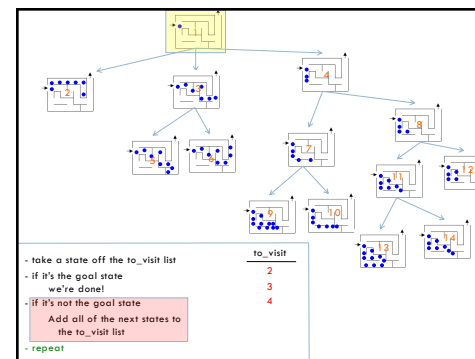 2
3
4
5
6
7
8
9
10
11
12
13
14
- take a state off the to_visit list
- if it's the goal state
we're done!
- if it's not the goal state
Add all of the next states to
the to_visit list
- repeat
to_visit
2
3
4